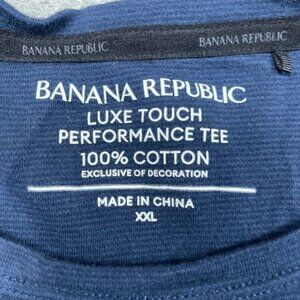 BANANA REPUBLIC BANANA REPUBLIC
BANANA REPUBLIC
LUXE TOUCH
PERFORMANCE TEE
100% COTTON
EXCLUSIVE OF DECORATION
MADE IN CHINA
XXL